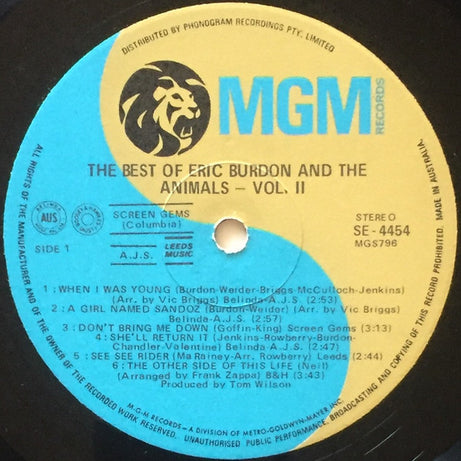 DISTRIBUTED BY PHONOGRAM RECORDINGS PTY. LIMITED
MGM
RECORDS
THE BEST OF ERIC BURDON AND THE
ANIMALS — VOL. II
AUS
SCREEN GEMS
(Columbia)
STEREO
SE - 4454
MGS796
SIDE 1
A.J.S.
LEEDS
MUSIC
1: WHEN I WAS YOUNG (Burdon-Weider-Briggs-McCulloch-Jenkins)
(Arr. by Vic Briggs) Belinda-A.J.S. (2:53)
2: A GIRL NAMED SANDOZ (Burdon-Weider) (Arr. by Vic Briggs)
Belinda-A.J.S. (2:57)
3: DON'T BRING ME DOWN (Goffin-King) Screen Gems (3:13)
4: SHE'LL RETURN IT (Jenkins-Rowberry-Burdon-
Chandler-Valentine) Belinda-A.J.S. (2:47)
5: SEE SEE RIDER (Ma Rainey-Arr. Rowbery) Leeds (2:44)
6: THE OTHER SIDE OF THIS LIFE (Neil)
(Arranged by Frank Zappa) B&H (3:33)
Produced by Tom Wilson
M-G-M RECORDS - A DIVISION OF METRO-GOLDWYN-MAYER INC.
ALL RIGHTS OF THE MANUFACTURER AND OF THE OWNER OF THE RECORDED WORK RESERVED. UNAUTHORISED PUBLIC PERFORMANCE, BROADCASTING AND COPYING OF THIS RECORD PROHIBITED. MADE IN AUSTRALIA.